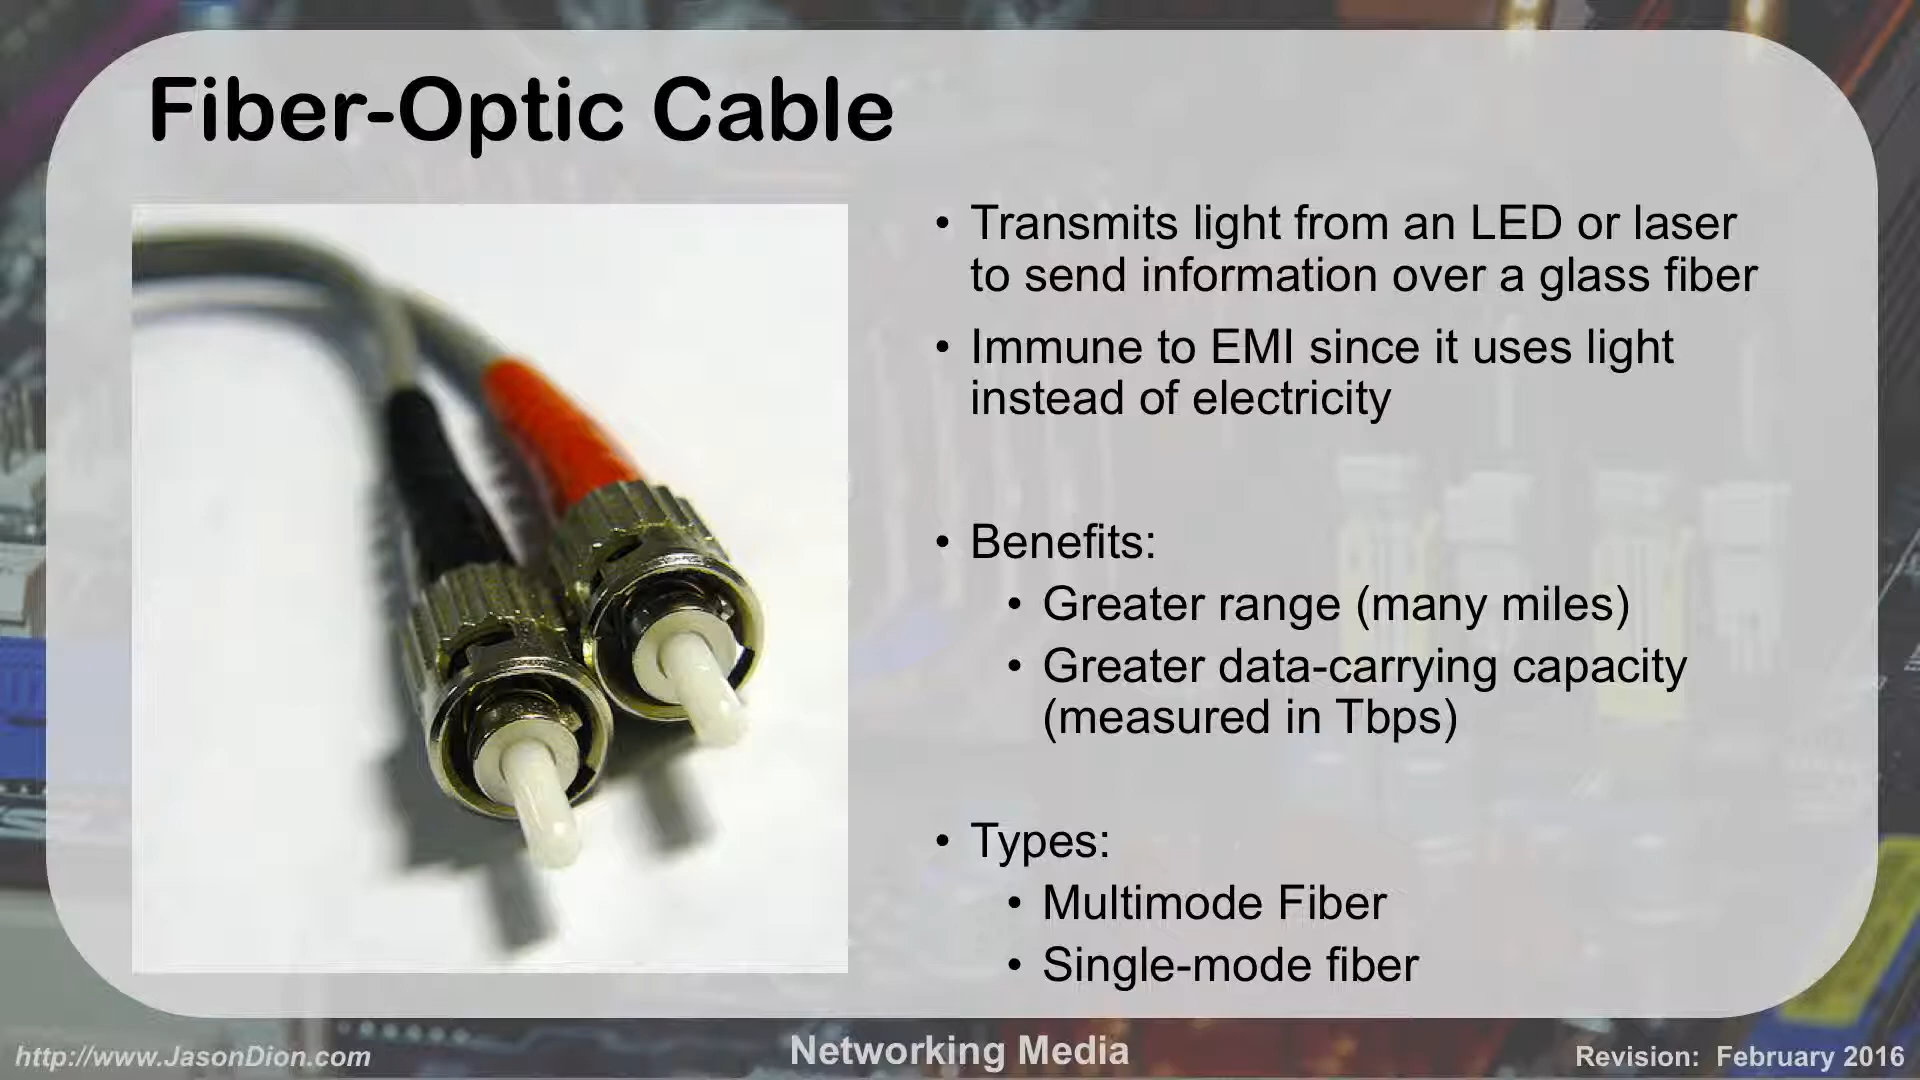 Fiber-Optic Cable
• Transmits light from an LED or laser
to send information over a glass fiber
• Immune to EMI since it uses light
instead of electricity
• Benefits:
• Greater range (many miles)
• Greater data-carrying capacity
(measured in Tbps)
• Types:
• Multimode Fiber
• Single-mode fiber
http://www.JasonDion.com
Networking Media
Revision: February 2016